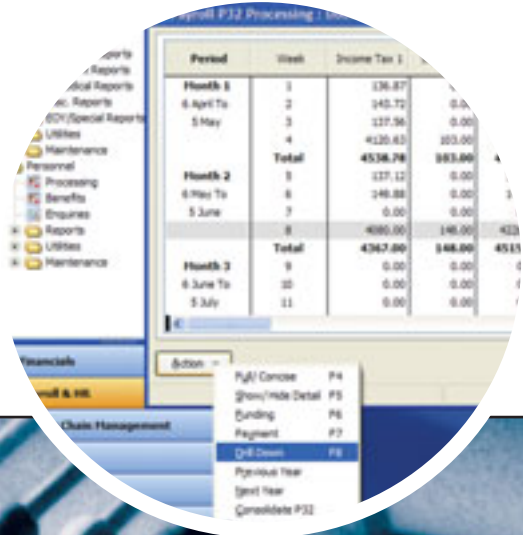 Payroll P32 Processing :
Reports
Reports
Reports
Reports
EOY/Special Reports
Utilities
Maintenance
Personnel
Processing
Benefits
Enquiries
Reports
Utilities
Maintenance
Period Week Income Tax 1
Month 1 1 136.87
6 April To 2 143.72 0.00
5 May 3 137.56 0.00
4 4120.63 103.00
Total 4538.78 103.00
Month 2 5 137.12 0.00
6 May To 6 149.88 0.00
5 June 7 0.00 0.00
8 4080.00 148.00
Total 4367.00 148.00 4515
Month 3 9 0.00 0.00
6 June To 10 0.00 0.00
5 July 11 0.00 0.00
Financials
Payroll & HR
Chain Management
Action
Full/Concise F4
Show/Hide Detail F5
Funding F6
Payment F7
Drill Down F8
Previous Year
Next Year
Consolidate P32